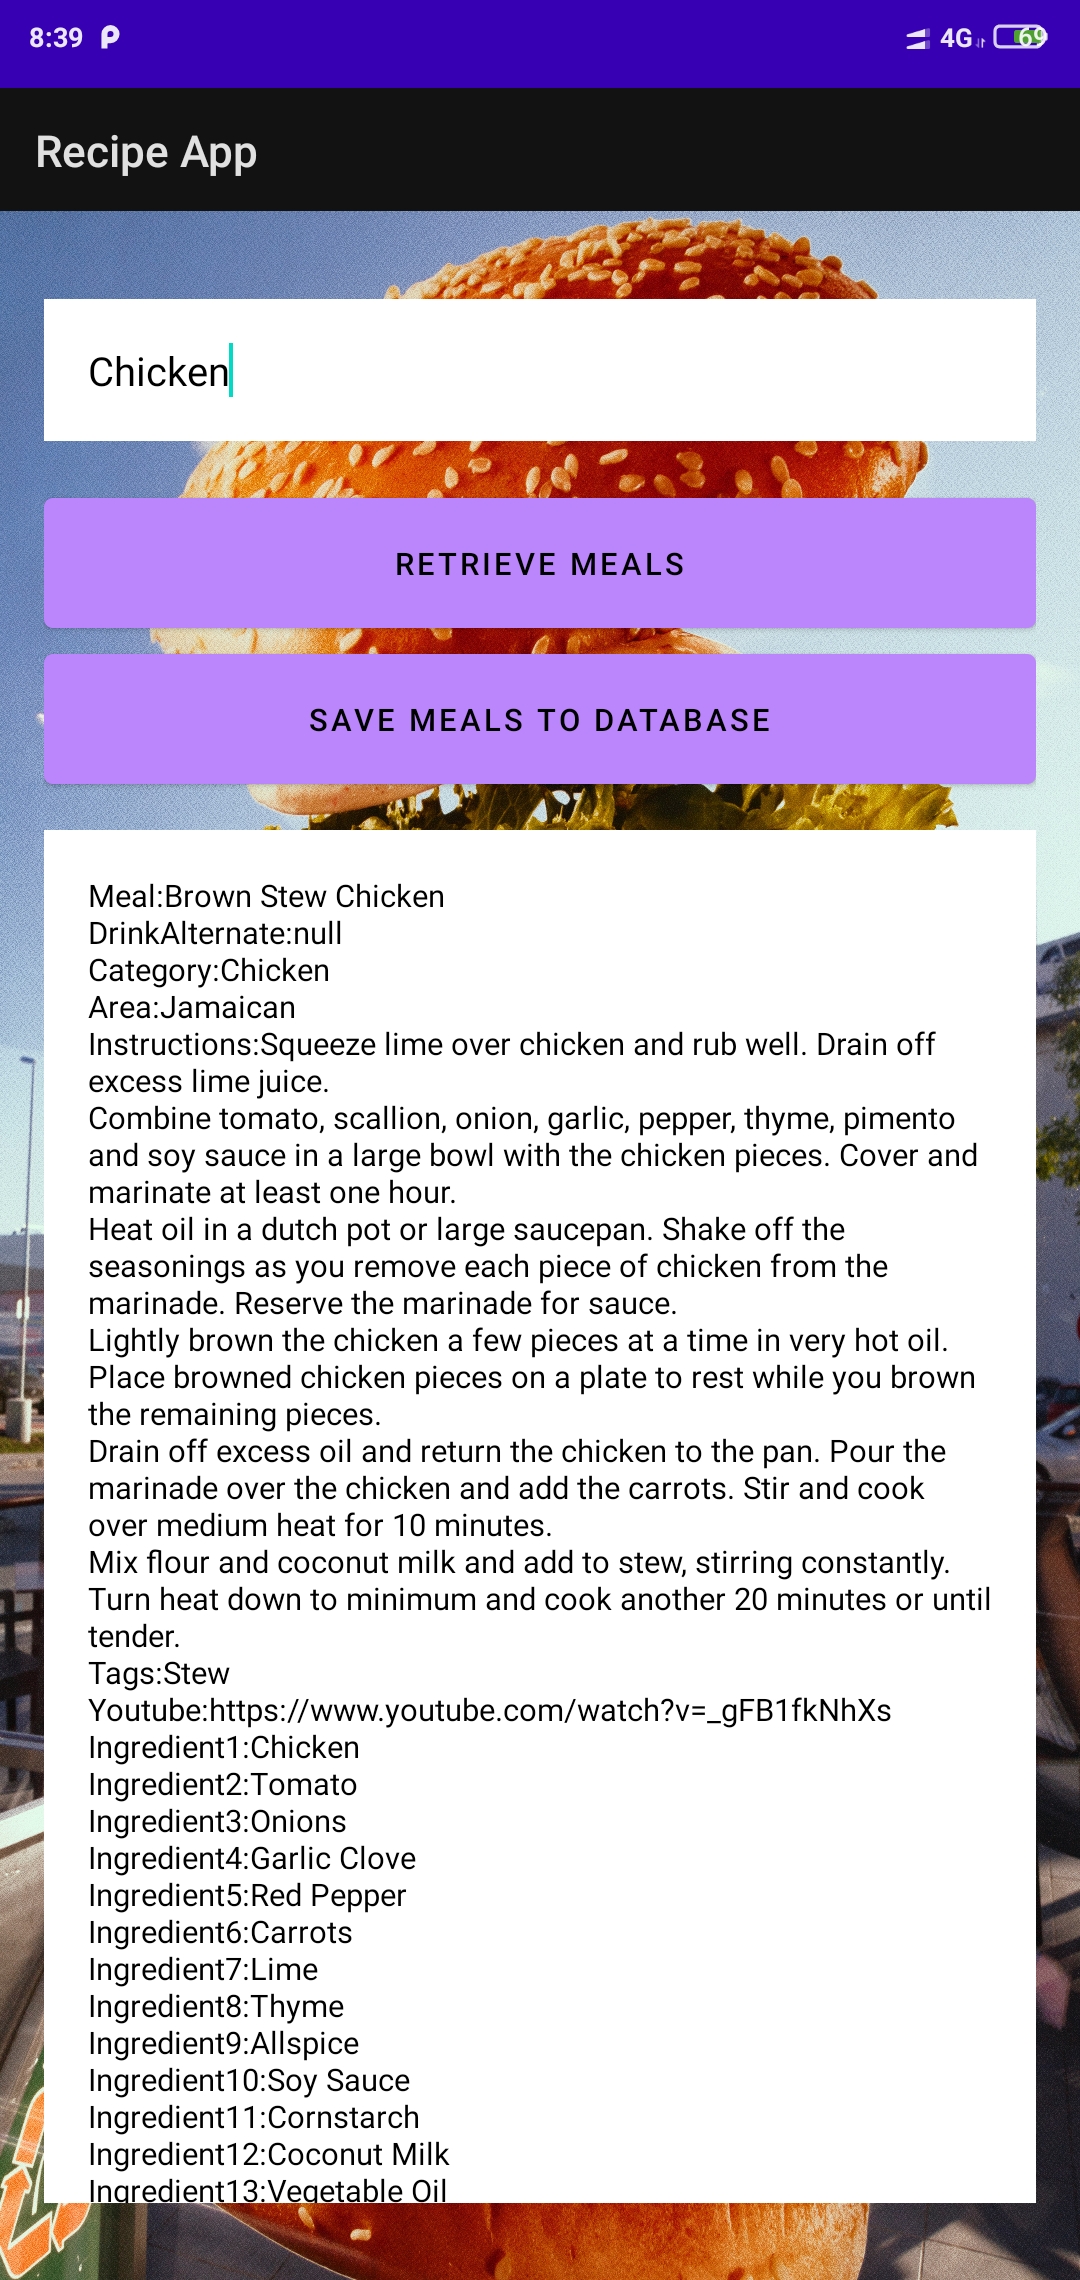 8:39
4G
69
Recipe App
Chicken
RETRIEVE MEALS
SAVE MEALS TO DATABASE
Meal:Brown Stew Chicken
DrinkAlternate:null
Category:Chicken
Area:Jamaican
Instructions:Squeeze lime over chicken and rub well. Drain off
excess lime juice.
Combine tomato, scallion, onion, garlic, pepper, thyme, pimento
and soy sauce in a large bowl with the chicken pieces. Cover and
marinate at least one hour.
Heat oil in a dutch pot or large saucepan. Shake off the
seasonings as you remove each piece of chicken from the
marinade. Reserve the marinade for sauce.
Lightly brown the chicken a few pieces at a time in very hot oil.
Place browned chicken pieces on a plate to rest while you brown
the remaining pieces.
Drain off excess oil and return the chicken to the pan. Pour the
marinade over the chicken and add the carrots. Stir and cook
over medium heat for 10 minutes.
Mix flour and coconut milk and add to stew, stirring constantly.
Turn heat down to minimum and cook another 20 minutes or until
tender.
Tags:Stew
Youtube:https://www.youtube.com/watch?v=_gFB1fkNhXs
Ingredient1:Chicken
Ingredient2:Tomato
Ingredient3:Onions
Ingredient4:Garlic Clove
Ingredient5:Red Pepper
Ingredient6:Carrots
Ingredient7:Lime
Ingredient8:Thyme
Ingredient9:Allspice
Ingredient10:Soy Sauce
Ingredient11:Cornstarch
Ingredient12:Coconut Milk
Ingredient13:Vegetable Oil